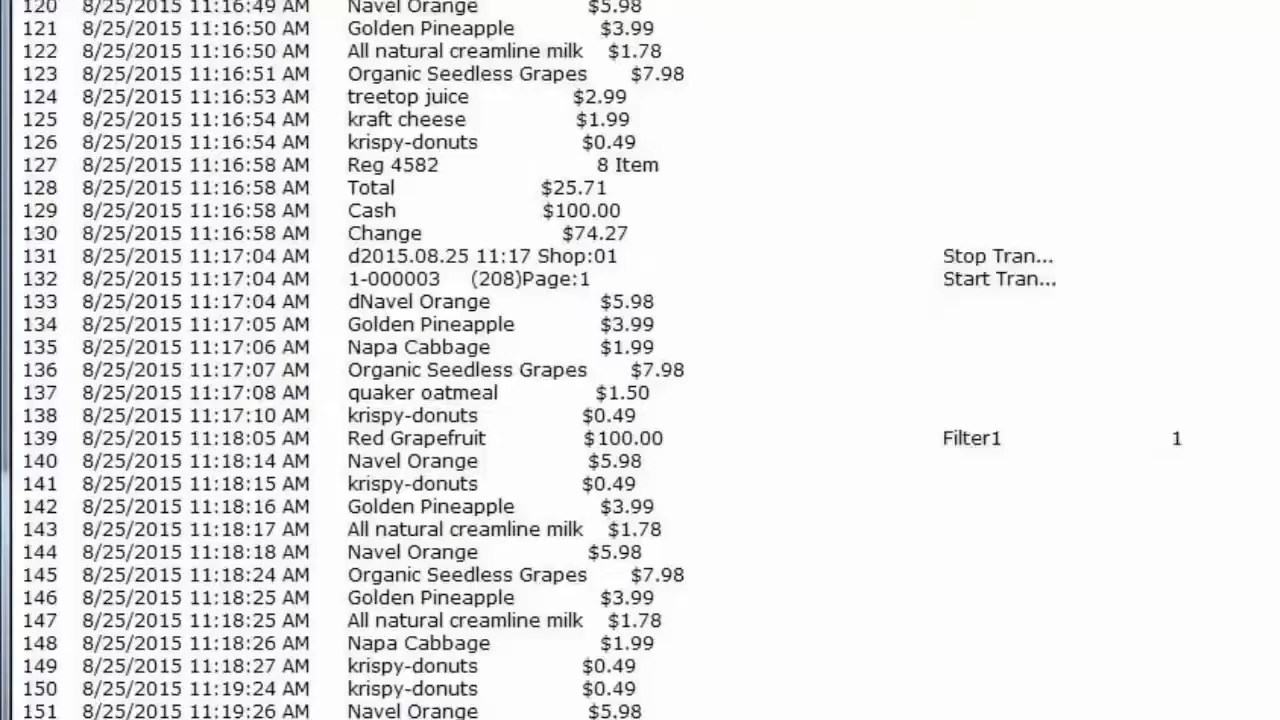 120 8/25/2015 11:16:49 AM Navel Orange $5.98
121 8/25/2015 11:16:50 AM Golden Pineapple $3.99
122 8/25/2015 11:16:50 AM All natural creamline milk $1.78
123 8/25/2015 11:16:51 AM Organic Seedless Grapes $7.98
124 8/25/2015 11:16:53 AM treetop juice $2.99
125 8/25/2015 11:16:54 AM kraft cheese $1.99
126 8/25/2015 11:16:54 AM krispy-donuts $0.49
127 8/25/2015 11:16:58 AM Reg 4582 8 Item
128 8/25/2015 11:16:58 AM Total $25.71
129 8/25/2015 11:16:58 AM Cash $100.00
130 8/25/2015 11:16:58 AM Change $74.27
131 8/25/2015 11:17:04 AM d2015.08.25 11:17 Shop:01 Stop Tran...
132 8/25/2015 11:17:04 AM 1-000003 (208)Page:1 Start Tran...
133 8/25/2015 11:17:04 AM dNavel Orange $5.98
134 8/25/2015 11:17:05 AM Golden Pineapple $3.99
135 8/25/2015 11:17:06 AM Napa Cabbage $1.99
136 8/25/2015 11:17:07 AM Organic Seedless Grapes $7.98
137 8/25/2015 11:17:08 AM quaker oatmeal $1.50
138 8/25/2015 11:17:10 AM krispy-donuts $0.49
139 8/25/2015 11:18:05 AM Red Grapefruit $100.00 Filter1 1
140 8/25/2015 11:18:14 AM Navel Orange $5.98
141 8/25/2015 11:18:15 AM krispy-donuts $0.49
142 8/25/2015 11:18:16 AM Golden Pineapple $3.99
143 8/25/2015 11:18:17 AM All natural creamline milk $1.78
144 8/25/2015 11:18:18 AM Navel Orange $5.98
145 8/25/2015 11:18:24 AM Organic Seedless Grapes $7.98
146 8/25/2015 11:18:25 AM Golden Pineapple $3.99
147 8/25/2015 11:18:25 AM All natural creamline milk $1.78
148 8/25/2015 11:18:26 AM Napa Cabbage $1.99
149 8/25/2015 11:18:27 AM krispy-donuts $0.49
150 8/25/2015 11:19:24 AM krispy-donuts $0.49
151 8/25/2015 11:19:26 AM Navel Orange $5.98